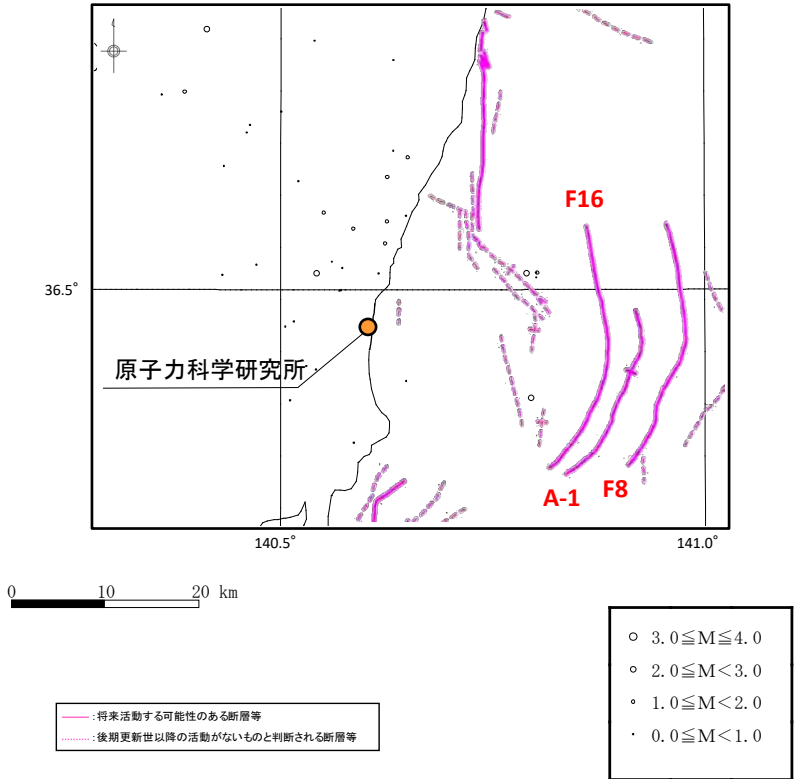 F16
36.5°
原子力科学研究所
A-1
F8
140.5°
141.0°
0 10 20 km
3.0≦M≦4.0
2.0≦M<3.0
1.0≦M<2.0
0.0≦M<1.0
:将来活動する可能性のある断層等
:後期更新世以降の活動がないものと判断される断層等